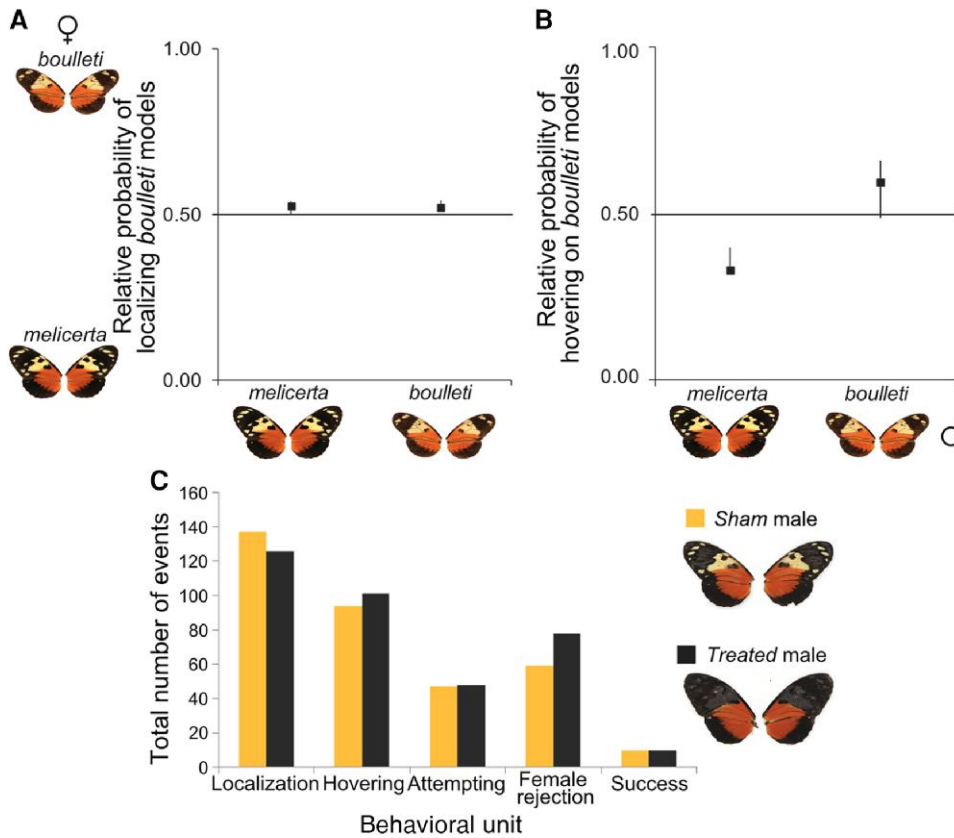 A
♀
boulleti
melicerta
Relative probability of
localizing boulleti models
1.00
0.50
0.00
melicerta
boulleti
B
Relative probability of
hovering on boulleti models
1.00
0.50
0.00
melicerta
boulleti
C
Total number of events
160
140
120
100
80
60
40
20
0
Localization
Hovering
Attempting
Female
rejection
Success
Behavioral unit
Sham male
Treated male